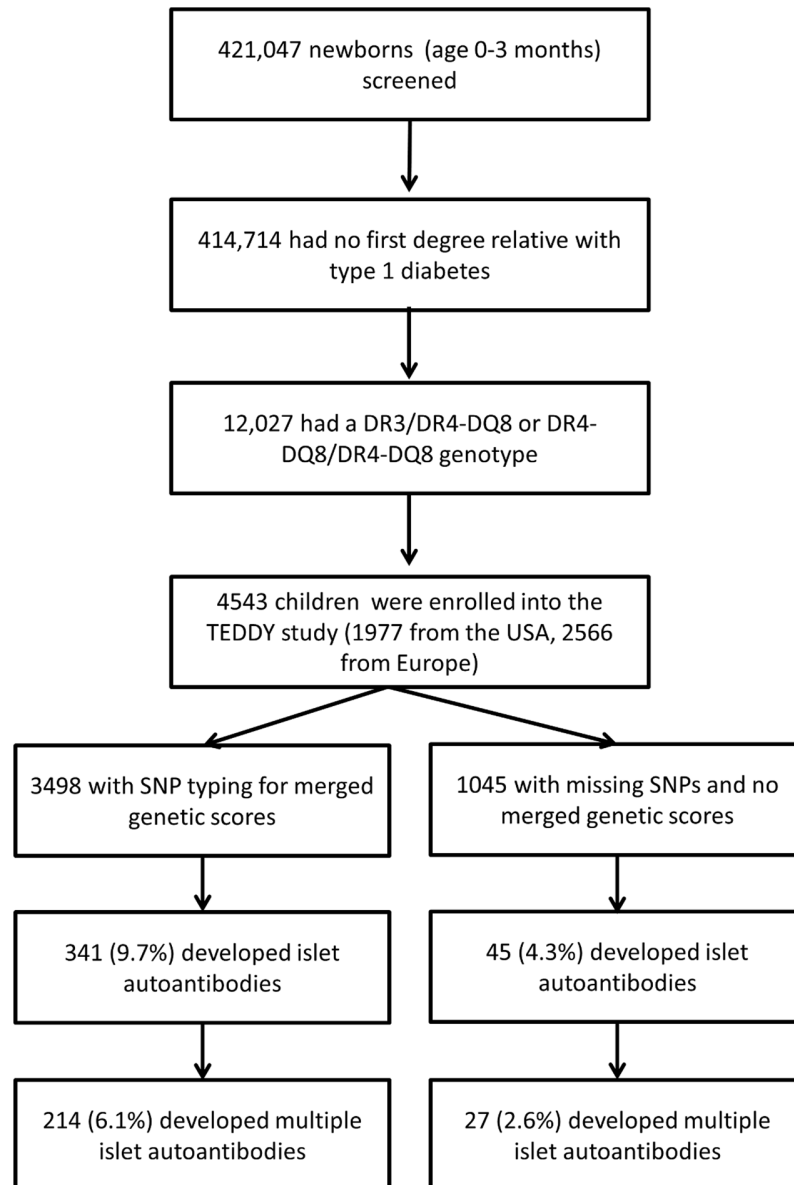 421,047 newborns (age 0-3 months)
screened
414,714 had no first degree relative with
type 1 diabetes
12,027 had a DR3/DR4-DQ8 or DR4-
DQ8/DR4-DQ8 genotype
4543 children were enrolled into the
TEDDY study (1977 from the USA, 2566
from Europe)
3498 with SNP typing for merged
genetic scores
1045 with missing SNPs and no
merged genetic scores
341 (9.7%) developed islet
autoantibodies
45 (4.3%) developed islet
autoantibodies
214 (6.1%) developed multiple
islet autoantibodies
27 (2.6%) developed multiple
islet autoantibodies